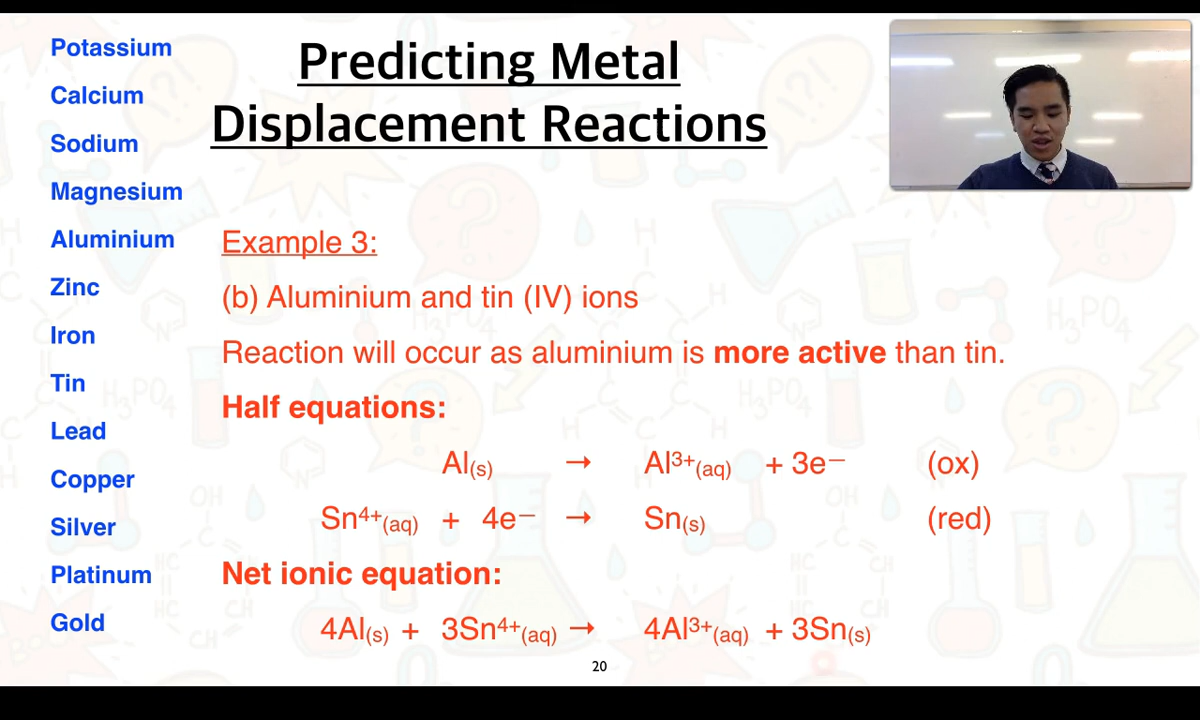 Predicting Metal
Displacement Reactions
Potassium
Calcium
Sodium
Magnesium
Aluminium
Zinc
Iron
Tin
Lead
Copper
Silver
Platinum
Gold
Example 3:
(b) Aluminium and tin (IV) ions
Reaction will occur as aluminium is more active than tin.
Half equations:
Al(s) → Al³⁺(aq) + 3e⁻ (ox)
Sn⁴⁺(aq) + 4e⁻ → Sn(s) (red)
Net ionic equation:
4Al(s) + 3Sn⁴⁺(aq) → 4Al³⁺(aq) + 3Sn(s)
20